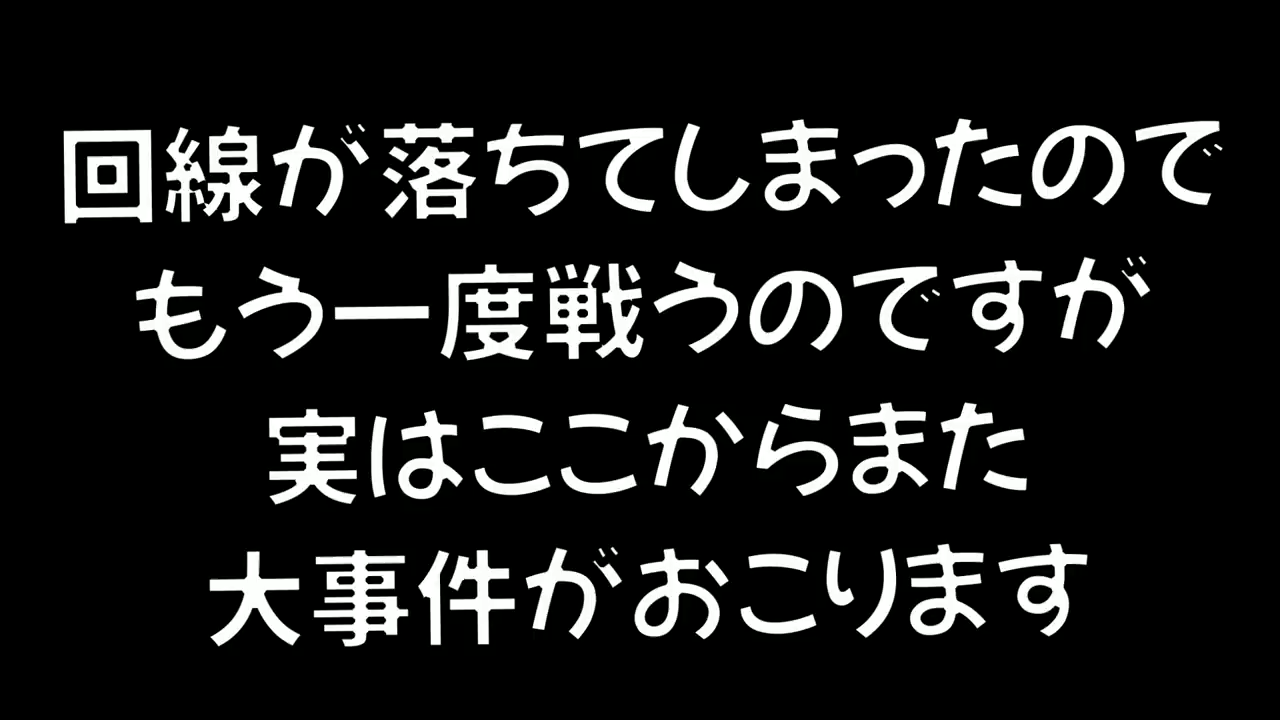 回線が落ちてしまったので
もう一度戦うのですが
実はここからまた
大事件がおこります